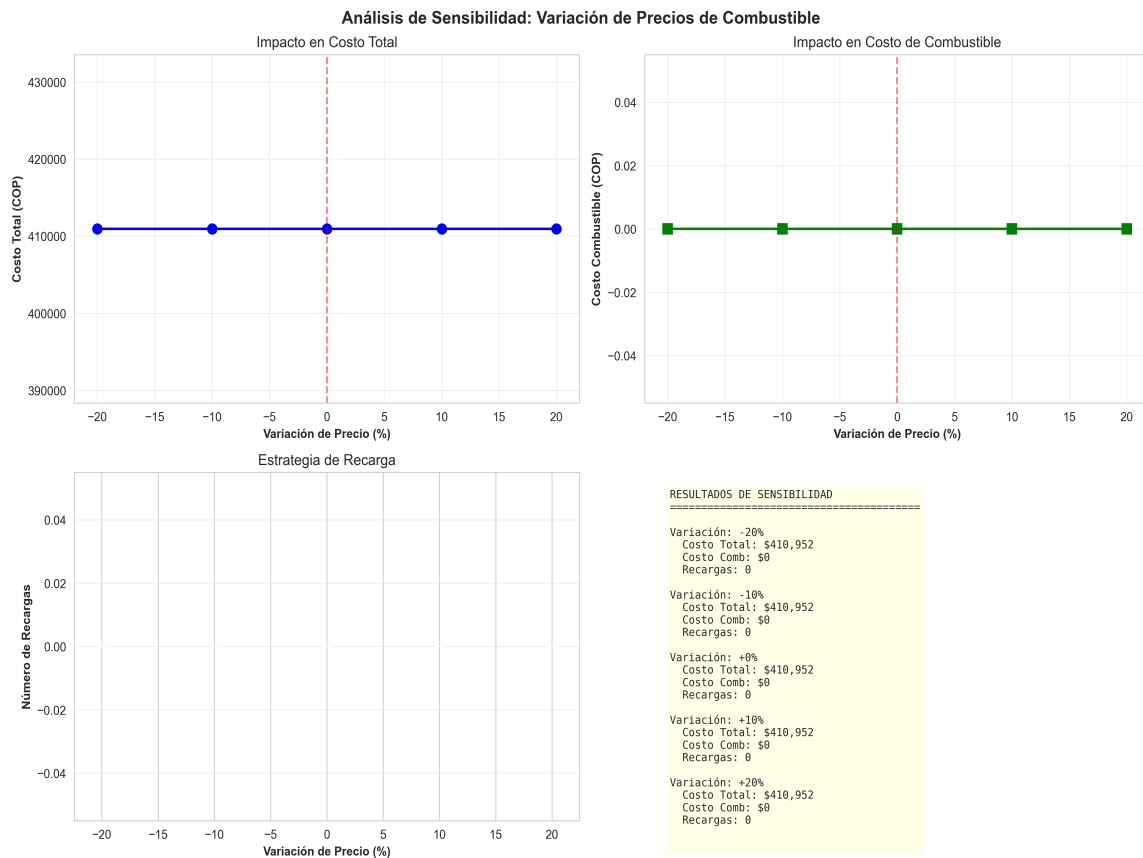 Análisis de Sensibilidad: Variación de Precios de Combustible
Impacto en Costo Total
430000
420000
410000
400000
390000
Costo Total (COP)
−20 −15 −10 −5 0 5 10 15 20
Variación de Precio (%)
Impacto en Costo de Combustible
0.04
0.02
0.00
−0.02
−0.04
Costo Combustible (COP)
−20 −15 −10 −5 0 5 10 15 20
Variación de Precio (%)
Estrategia de Recarga
0.04
0.02
0.00
−0.02
−0.04
Número de Recargas
−20 −15 −10 −5 0 5 10 15 20
Variación de Precio (%)
RESULTADOS DE SENSIBILIDAD
========================================
Variación: -20%
Costo Total: $410,952
Costo Comb: $0
Recargas: 0
Variación: -10%
Costo Total: $410,952
Costo Comb: $0
Recargas: 0
Variación: +0%
Costo Total: $410,952
Costo Comb: $0
Recargas: 0
Variación: +10%
Costo Total: $410,952
Costo Comb: $0
Recargas: 0
Variación: +20%
Costo Total: $410,952
Costo Comb: $0
Recargas: 0